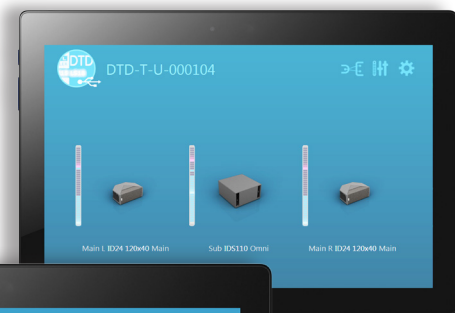 DTD
DTD-T-U-000104
Main L ID24 120x40 Main
Sub IDS110 Omni
Main R ID24 120x40 Main